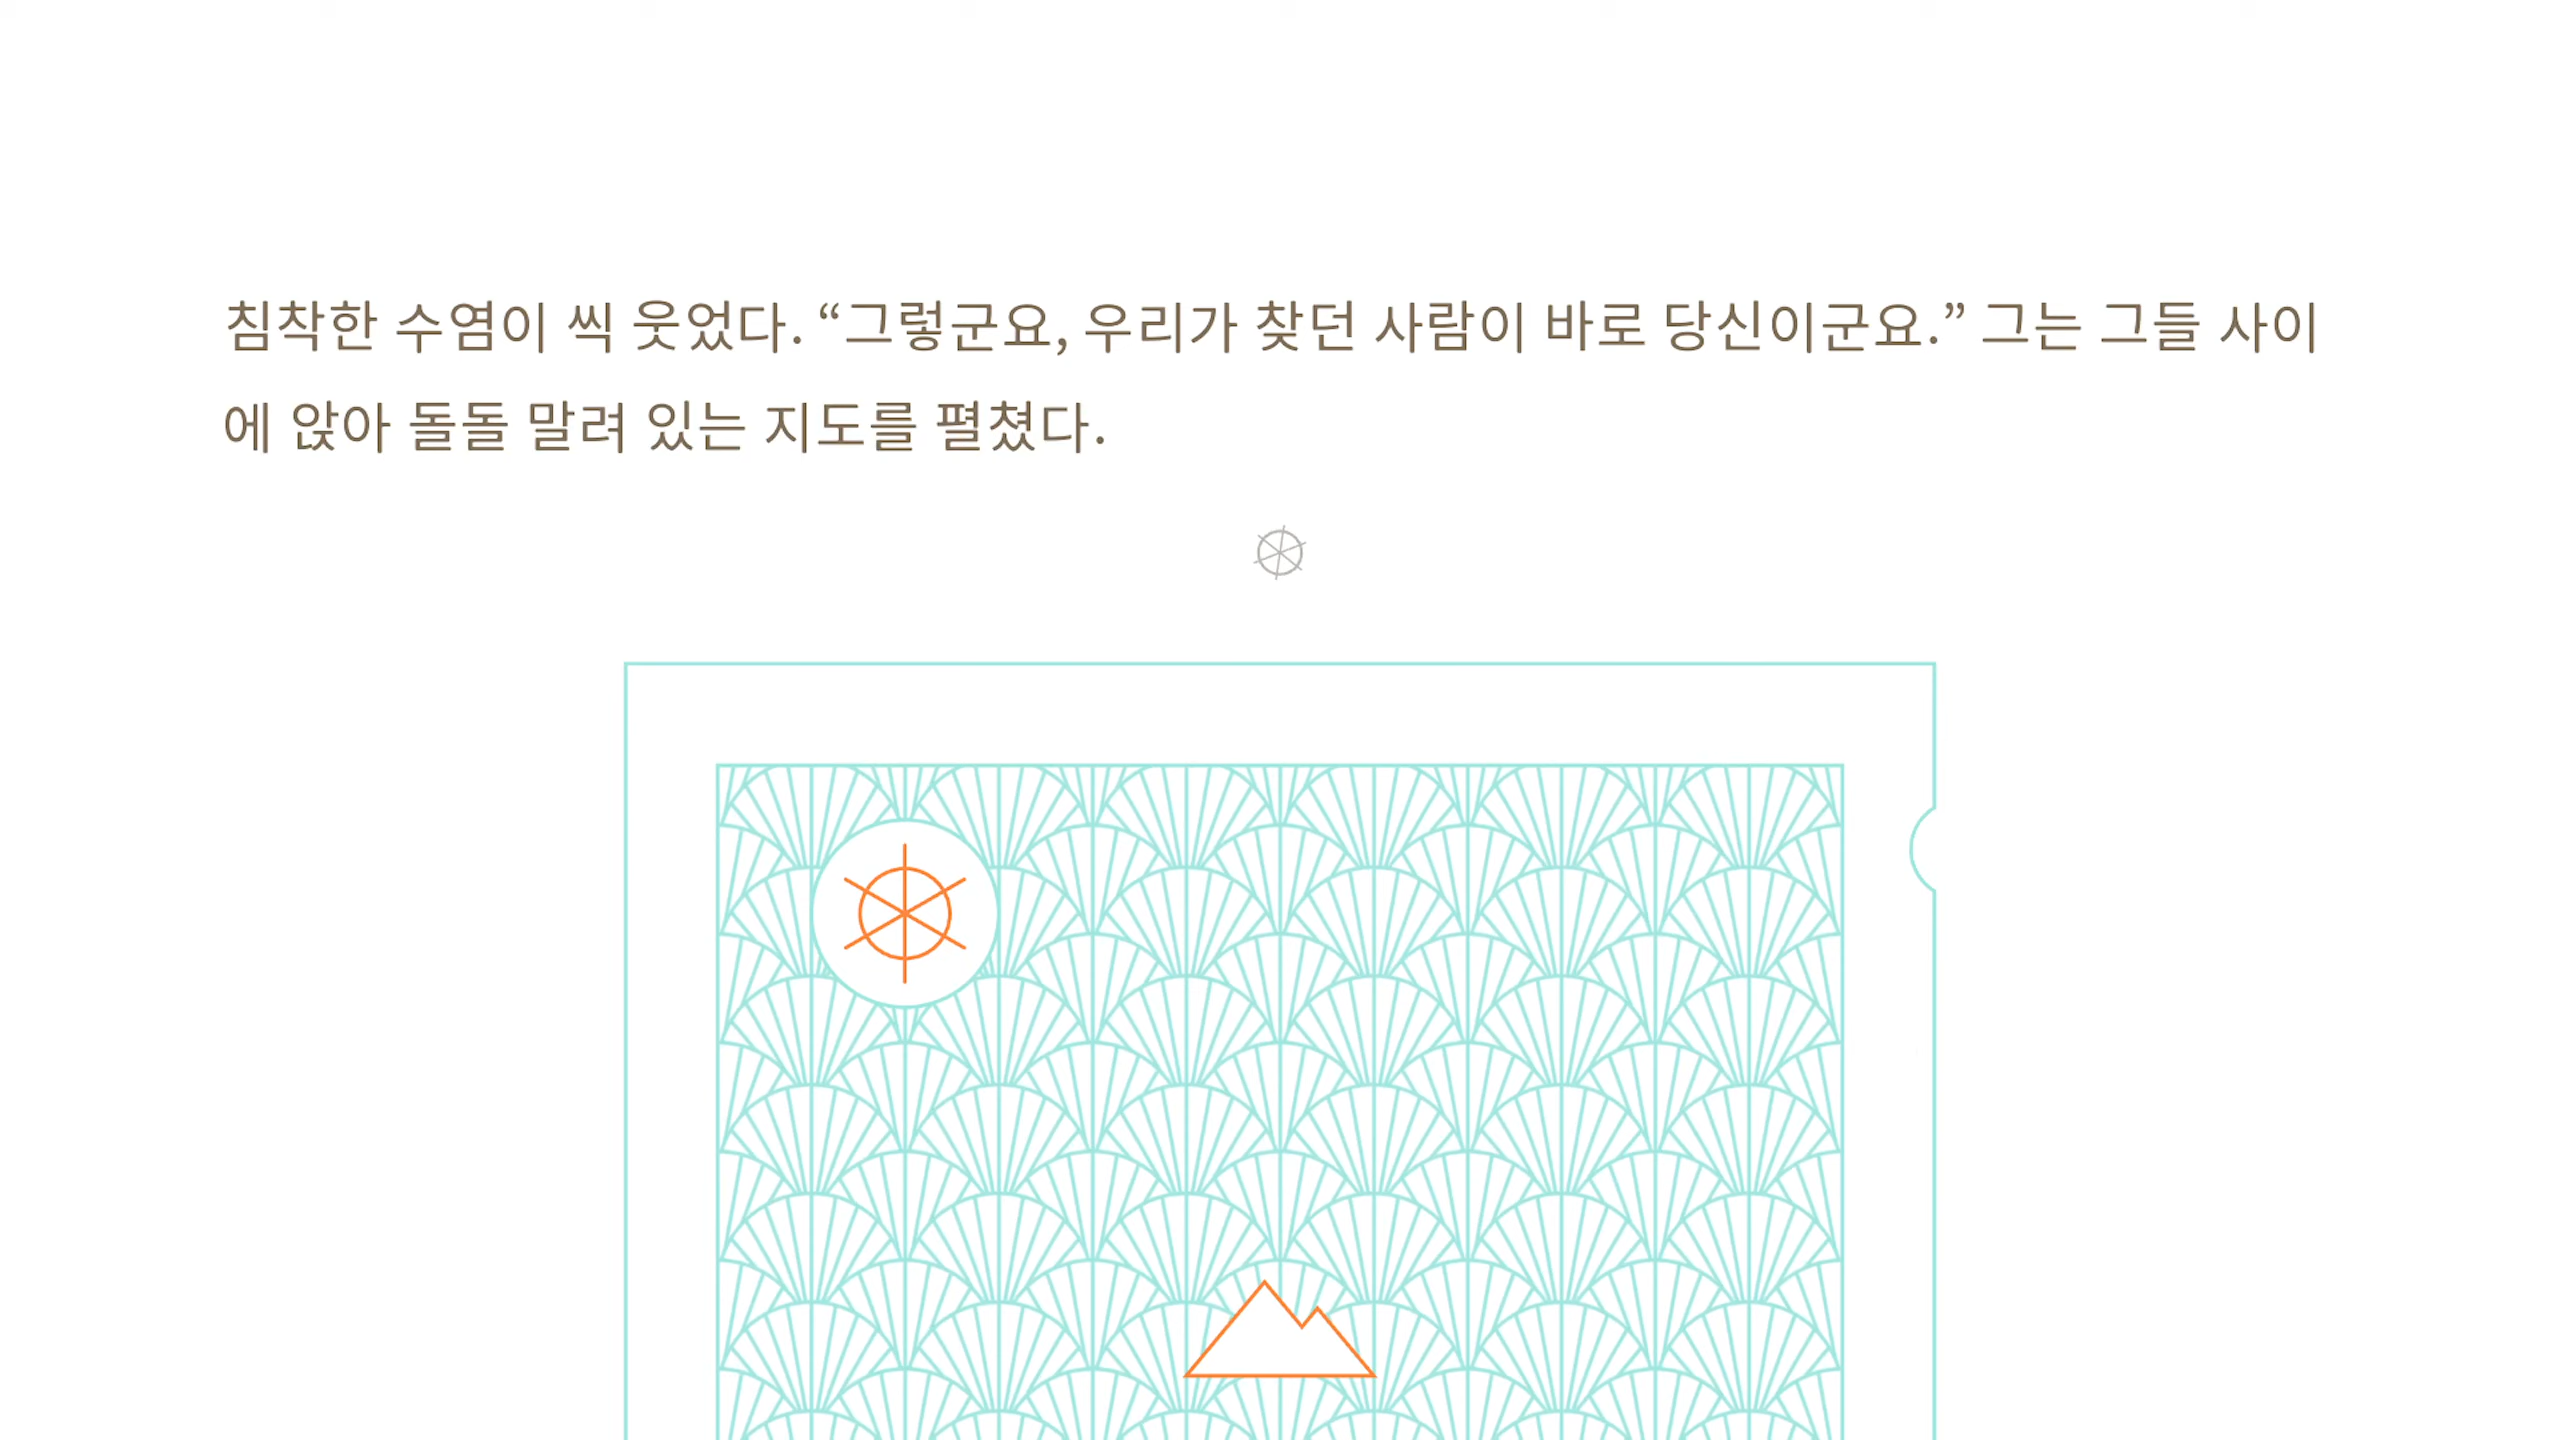 침착한 수염이 씩 웃었다. “그렇군요, 우리가 찾던 사람이 바로 당신이군요.” 그는 그들 사이
에 앉아 돌돌 말려 있는 지도를 펼쳤다.